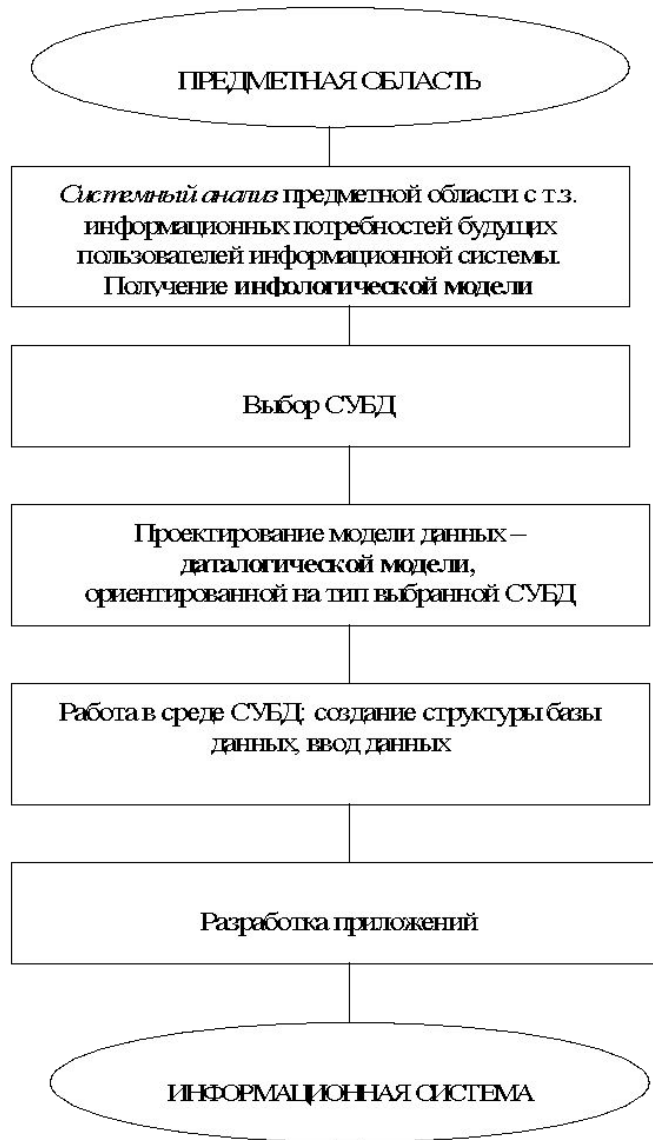 ПРЕДМЕТНАЯ ОБЛАСТЬ
Системный анализ предметной области с т.з.
информационных потребностей будущих
пользователей информационной системы.
Получение инфологической модели
Выбор СУБД
Проектирование модели данных –
даталогической модели,
ориентированной на тип выбранной СУБД
Работа в среде СУБД: создание структуры базы
данных, ввод данных
Разработка приложений
ИНФОРМАЦИОННАЯ СИСТЕМА